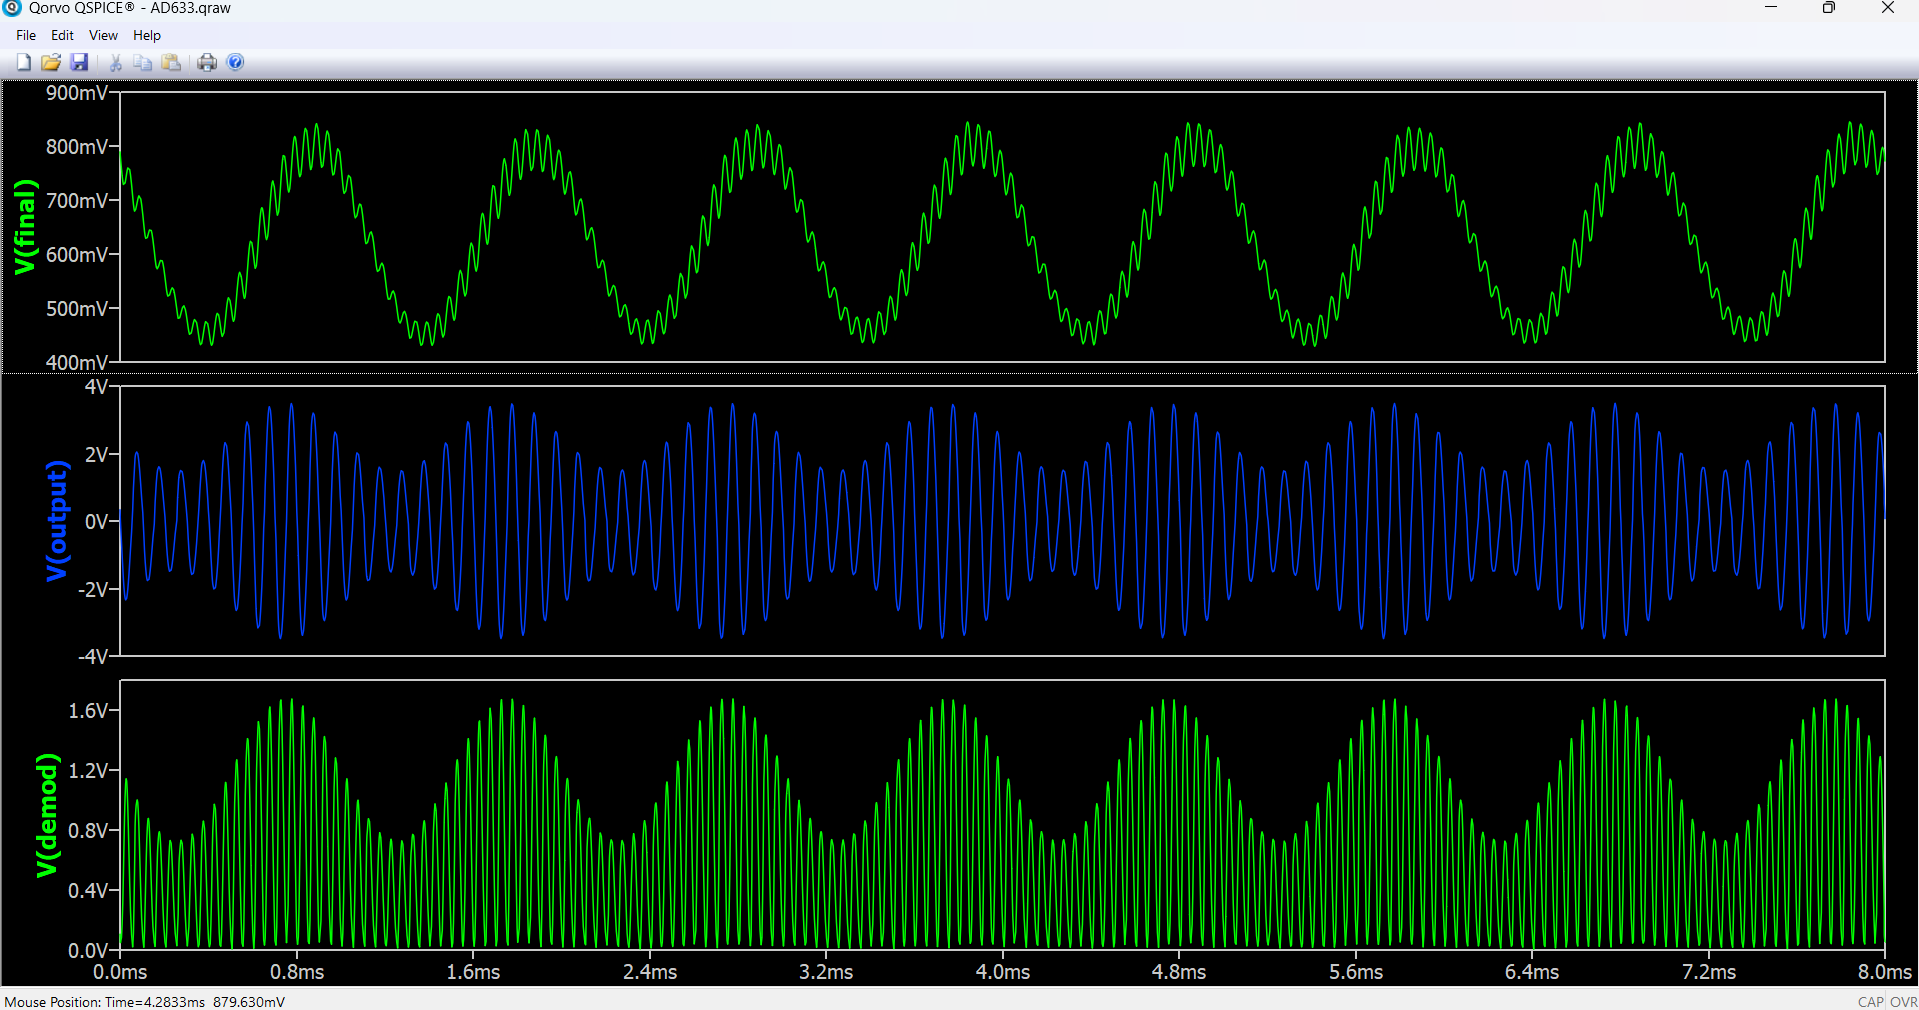 Qorvo QSPICE® - AD633.qraw
File Edit View Help
900mV
800mV
700mV
600mV
500mV
400mV
V(final)
4V
2V
0V
-2V
-4V
V(output)
1.6V
1.2V
0.8V
0.4V
0.0V
V(demod)
0.0ms 0.8ms 1.6ms 2.4ms 3.2ms 4.0ms 4.8ms 5.6ms 6.4ms 7.2ms 8.0ms
Mouse Position: Time=4.2833ms 879.630mV
CAP OVR